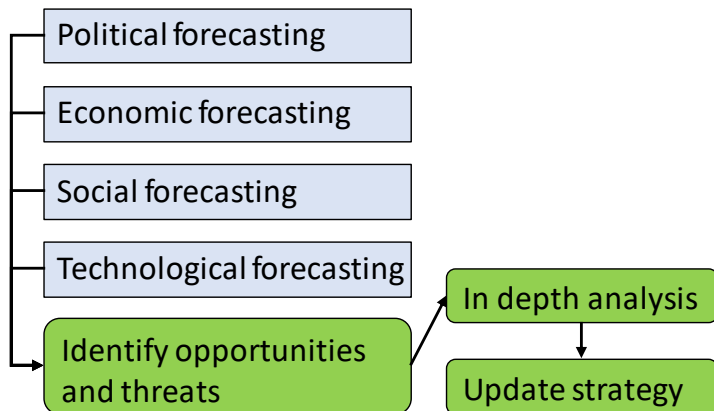 Political forecasting
Economic forecasting
Social forecasting
Technological forecasting
Identify opportunities
and threats
In depth analysis
Update strategy